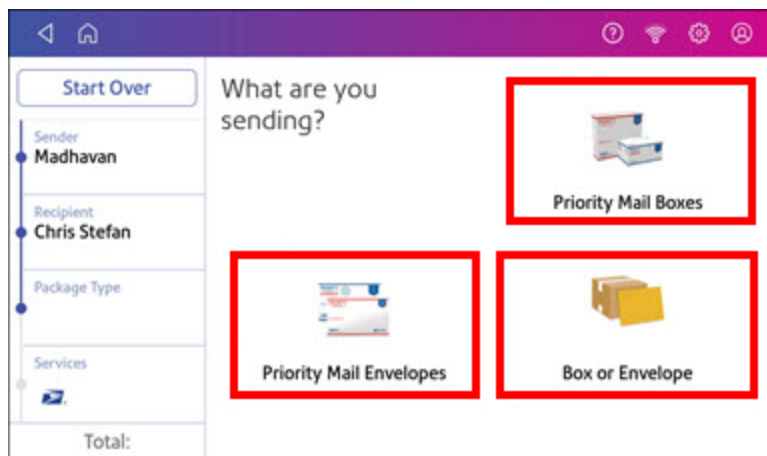 Start Over
What are you
sending?
Sender
Madhavan
Recipient
Chris Stefan
Package Type
Services
Total:
Priority Mail Boxes
Priority Mail Envelopes
Box or Envelope